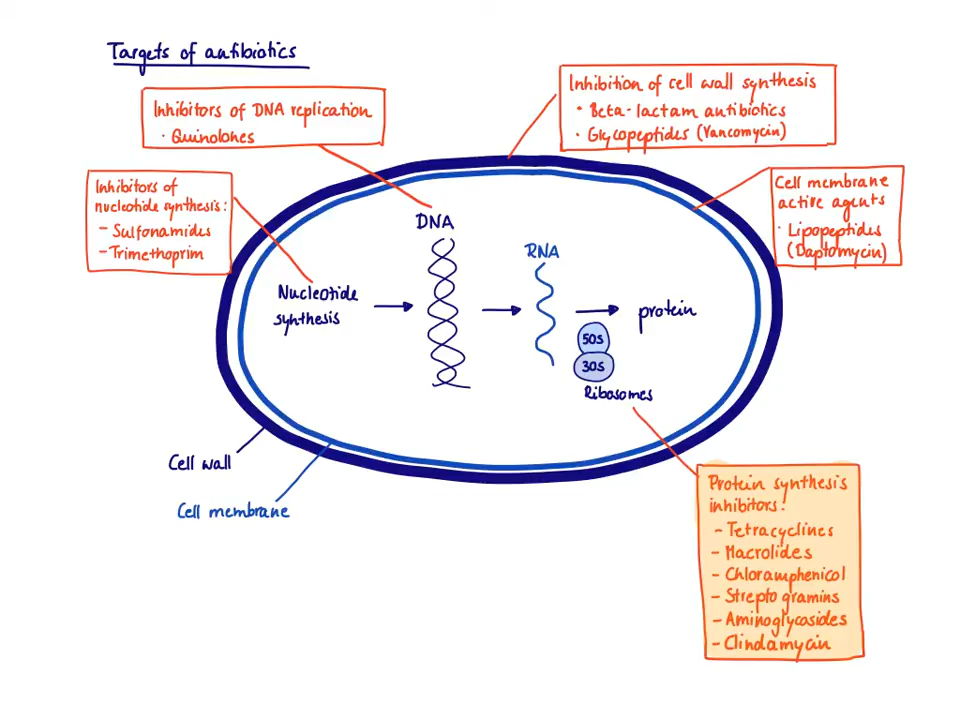 Targets of antibiotics
Inhibitors of DNA replication
· Quinolones
Inhibition of cell wall synthesis
· Beta-lactam antibiotics
· Glycopeptides (Vancomycin)
Inhibitors of
nucleotide synthesis:
- Sulfonamides
- Trimethoprim
Cell membrane
active agents
· Lipopeptides
(Daptomycin)
DNA
RNA
Nucleotide
synthesis
protein
50S
30S
Ribosomes
Cell wall
Cell membrane
Protein synthesis
inhibitors:
- Tetracyclines
- Macrolides
- Chloramphenicol
- Strepto gramins
- Aminoglycosides
- Clindamycin